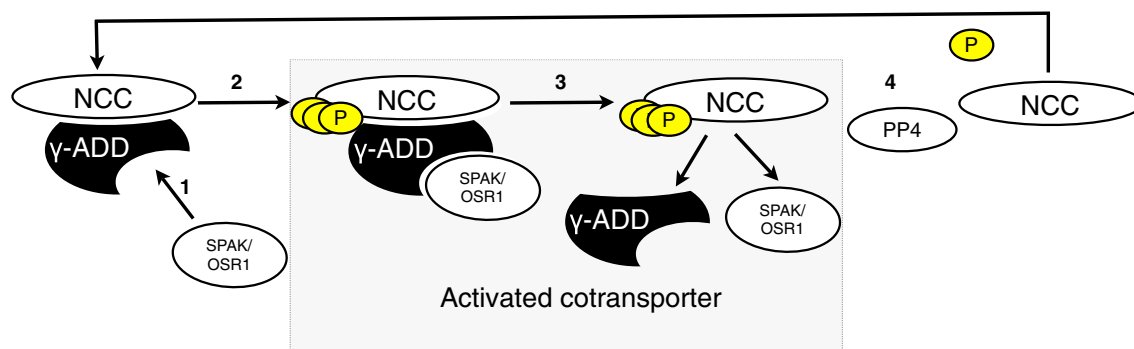 P
2
3
4
NCC
NCC
NCC
NCC
P
P
PP4
γ-ADD
γ-ADD
1
SPAK/
OSR1
SPAK/
OSR1
γ-ADD
SPAK/
OSR1
Activated cotransporter